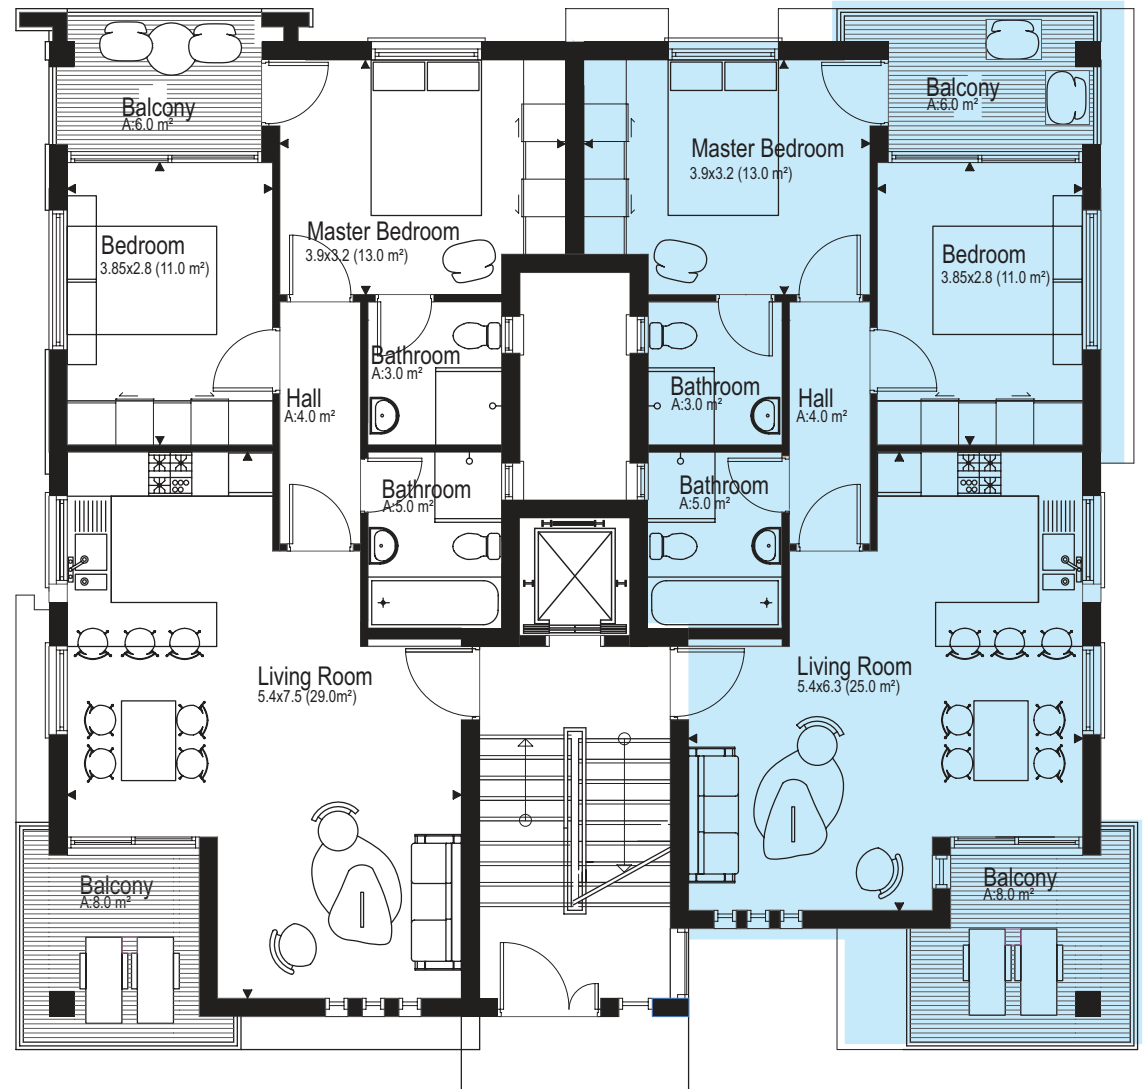 Balcony
A:6.0 m²
Balcony
A:6.0 m²
Master Bedroom
3.9x3.2 (13.0 m²)
Master Bedroom
3.9x3.2 (13.0 m²)
Bedroom
3.85x2.8 (11.0 m²)
Bedroom
3.85x2.8 (11.0 m²)
Bathroom
A:3.0 m²
Bathroom
A:3.0 m²
Hall
A:4.0 m²
Hall
A:4.0 m²
Bathroom
A:5.0 m²
Bathroom
A:5.0 m²
Living Room
5.4x7.5 (29.0m²)
Living Room
5.4x6.3 (25.0 m²)
Balcony
A:8.0 m²
Balcony
A:8.0 m²